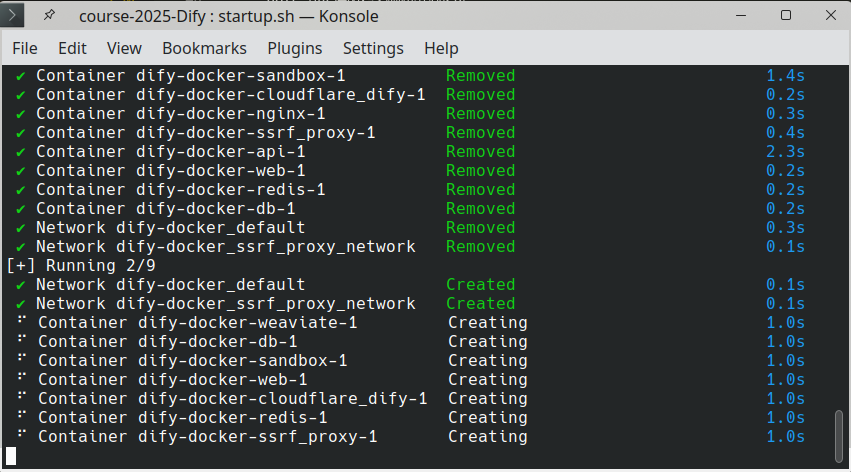 course-2025-Dify : startup.sh — Konsole
File Edit View Bookmarks Plugins Settings Help
✔ Container dify-docker-sandbox-1 Removed 1.4s
✔ Container dify-docker-cloudflare_dify-1 Removed 0.2s
✔ Container dify-docker-nginx-1 Removed 0.3s
✔ Container dify-docker-ssrf_proxy-1 Removed 0.4s
✔ Container dify-docker-api-1 Removed 2.3s
✔ Container dify-docker-web-1 Removed 0.2s
✔ Container dify-docker-redis-1 Removed 0.2s
✔ Container dify-docker-db-1 Removed 0.2s
✔ Network dify-docker_default Removed 0.3s
✔ Network dify-docker_ssrf_proxy_network Removed 0.1s
[+] Running 2/9
✔ Network dify-docker_default Created 0.1s
✔ Network dify-docker_ssrf_proxy_network Created 0.1s
⠋ Container dify-docker-weaviate-1 Creating 1.0s
⠋ Container dify-docker-db-1 Creating 1.0s
⠋ Container dify-docker-sandbox-1 Creating 1.0s
⠋ Container dify-docker-web-1 Creating 1.0s
⠋ Container dify-docker-cloudflare_dify-1 Creating 1.0s
⠋ Container dify-docker-redis-1 Creating 1.0s
⠋ Container dify-docker-ssrf_proxy-1 Creating 1.0s